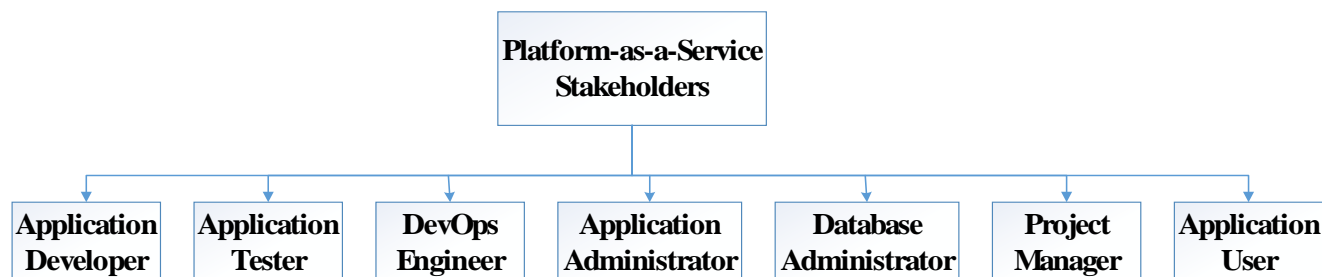 Platform-as-a-Service
Stakeholders
Application
Developer
Application
Tester
DevOps
Engineer
Application
Administrator
Database
Administrator
Project
Manager
Application
User